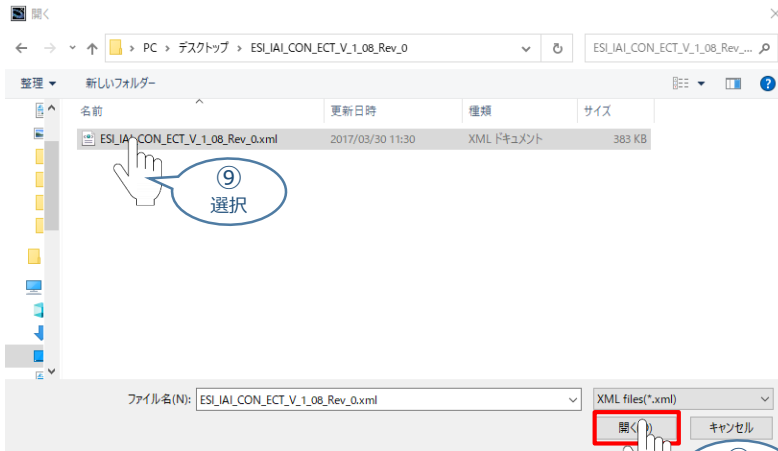 開く
PC › デスクトップ › ESI_IAI_CON_ECT_V_1_08_Rev_0
ESI_IAI_CON_ECT_V_1_08_Rev_...
整理 新しいフォルダー
名前 更新日時 種類 サイズ
ESI_IAI_CON_ECT_V_1_08_Rev_0.xml 2017/03/30 11:30 XML ドキュメント 383 KB
⑨
選択
ファイル名(N): ESI_IAI_CON_ECT_V_1_08_Rev_0.xml XML files(*.xml)
開く キャンセル